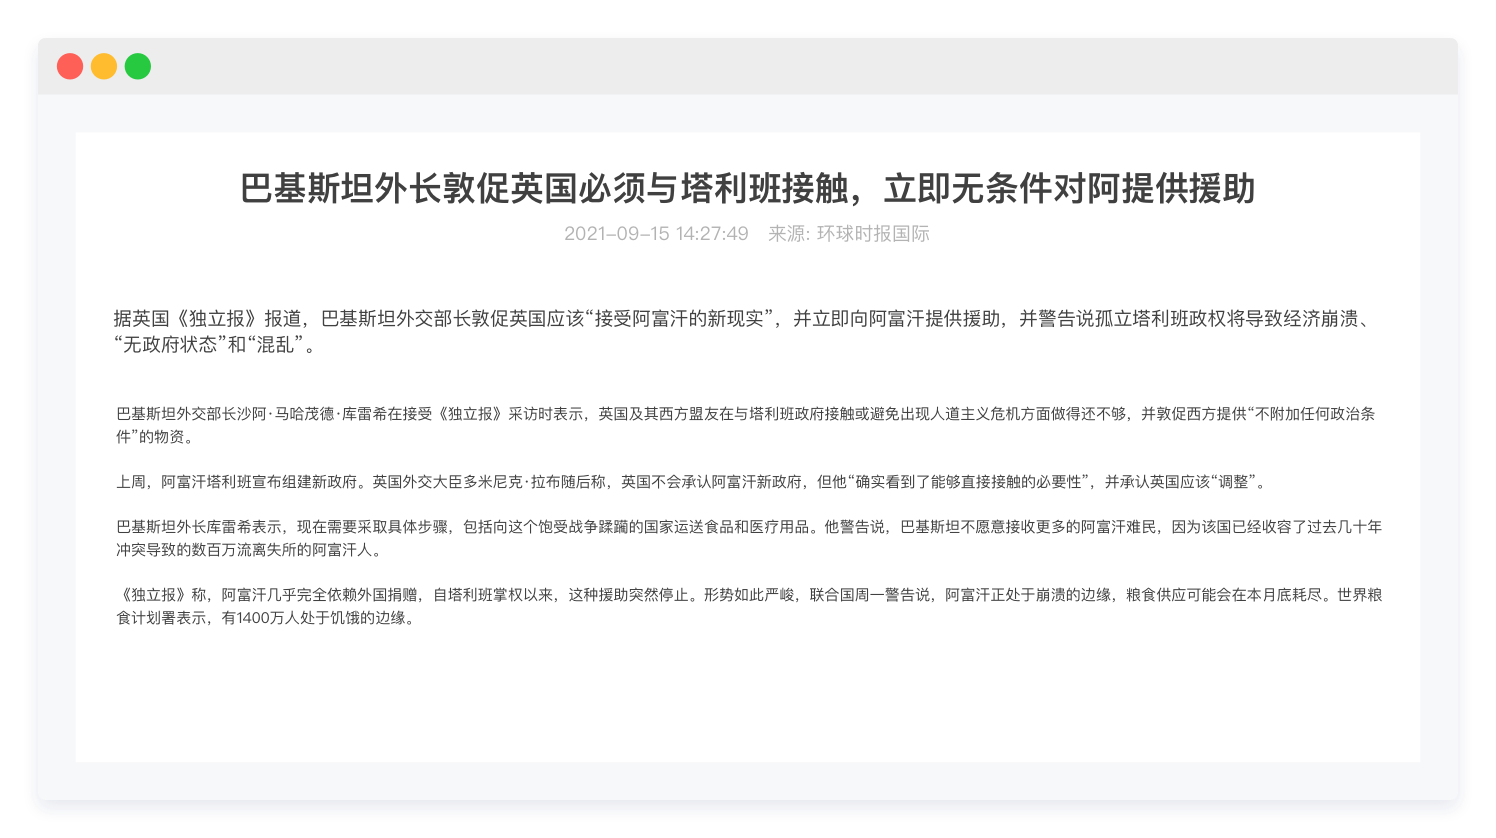 巴基斯坦外长敦促英国必须与塔利班接触，立即无条件对阿提供援助
2021-09-15 14:27:49 来源: 环球时报国际
据英国《独立报》报道，巴基斯坦外交部长敦促英国应该“接受阿富汗的新现实”，并立即向阿富汗提供援助，并警告说孤立塔利班政权将导致经济崩溃、
“无政府状态”和“混乱”。
巴基斯坦外交部长沙阿·马哈茂德·库雷希在接受《独立报》采访时表示，英国及其西方盟友在与塔利班政府接触或避免出现人道主义危机方面做得还不够，并敦促西方提供“不附加任何政治条
件”的物资。
上周，阿富汗塔利班宣布组建新政府。英国外交大臣多米尼克·拉布随后称，英国不会承认阿富汗新政府，但他“确实看到了能够直接接触的必要性”，并承认英国应该“调整”。
巴基斯坦外长库雷希表示，现在需要采取具体步骤，包括向这个饱受战争蹂躏的国家运送食品和医疗用品。他警告说，巴基斯坦不愿意接收更多的阿富汗难民，因为该国已经收容了过去几十年
冲突导致的数百万流离失所的阿富汗人。
《独立报》称，阿富汗几乎完全依赖外国捐赠，自塔利班掌权以来，这种援助突然停止。形势如此严峻，联合国周一警告说，阿富汗正处于崩溃的边缘，粮食供应可能会在本月底耗尽。世界粮
食计划署表示，有1400万人处于饥饿的边缘。